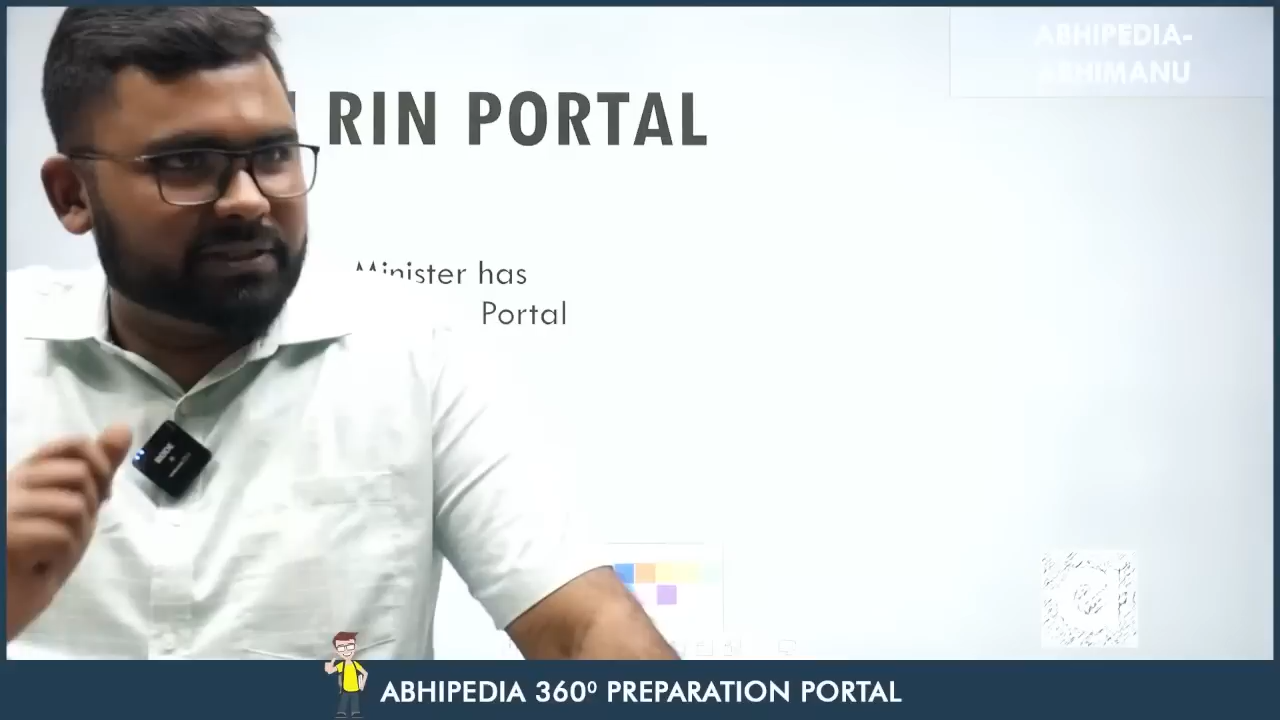 ABHIPEDIA-
ABHIMANU
RIN PORTAL
Minister has
Portal
ABHIPEDIA 360⁰ PREPARATION PORTAL